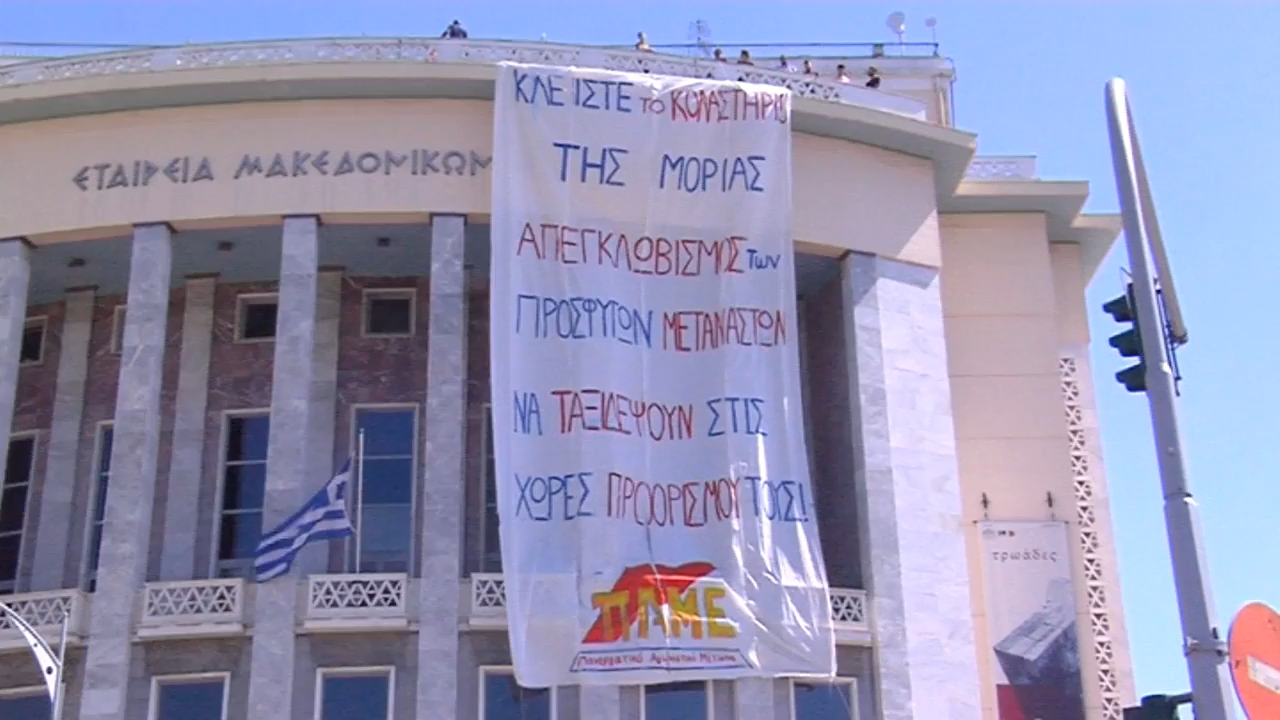 ΕΤΑΙΡΕΙΑ ΜΑΚΕΔΟΝΙΚΩΝ
ΚΛΕΙΣΤΕ ΤΟ ΚΟΛΑΣΤΗΡΙΟ
ΤΗΣ ΜΟΡΙΑΣ
ΑΠΕΓΚΛΩΒΙΣΜΟΣ των
ΠΡΟΣΦΥΓΩΝ ΜΕΤΑΝΑΣΤΩΝ
ΝΑ ΤΑΞΙΔΕΨΟΥΝ ΣΤΙΣ
ΧΩΡΕΣ ΠΡΟΟΡΙΣΜΟΥ ΤΟΥΣ!
ΠΑΜΕ
Πανεργατικό Αγωνιστικό Μέτωπο
τρωάδες